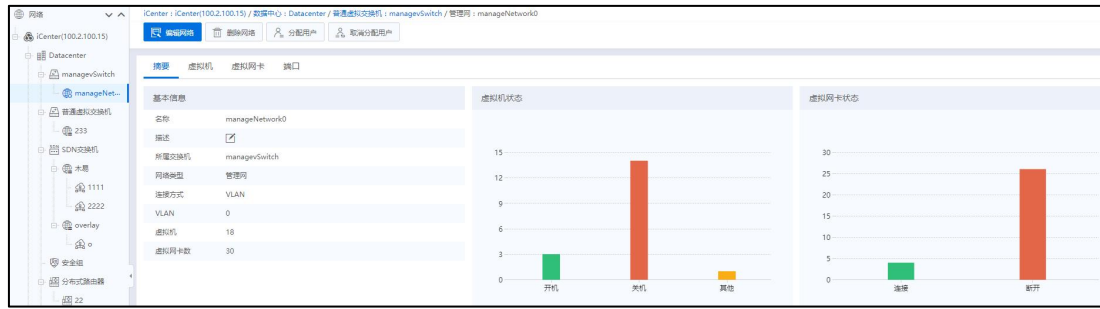 网络
iCenter(100.2.100.15)
Datacenter
managevSwitch
manageNet...
普通虚拟交换机
233
SDN交换机
木易
1111
2222
overlay
o
安全组
分布式路由器
22
iCenter : iCenter(100.2.100.15) / 数据中心 : Datacenter / 普通虚拟交换机 : managevSwitch / 管理网 : manageNetwork0
编辑网络 删除网络 分配用户 取消分配用户
摘要 虚拟机 虚拟网卡 端口
基本信息
名称 manageNetwork0
描述
所属交换机 managevSwitch
网络类型 管理网
连接方式 VLAN
VLAN 0
虚拟机 18
虚拟网卡数 30
虚拟机状态
15
12
9
6
3
0
开机 关机 其他
虚拟网卡状态
30
25
20
15
10
5
0
连接 断开